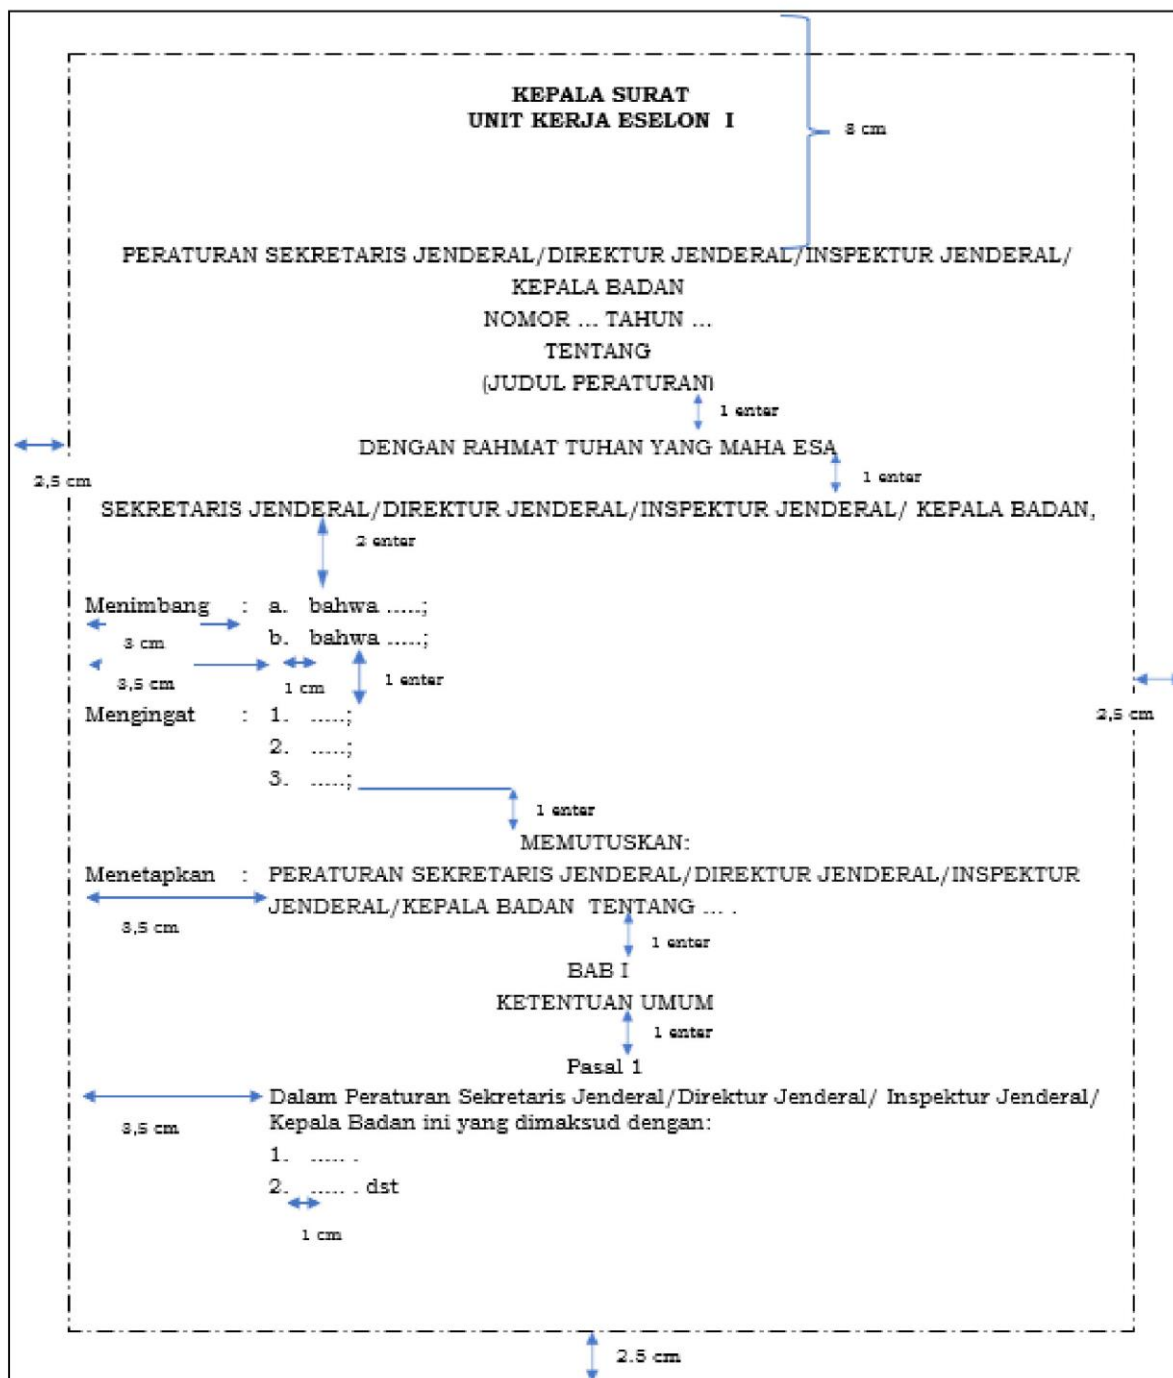 KEPALA SURAT
UNIT KERJA ESELON I
8 cm
PERATURAN SEKRETARIS JENDERAL/DIREKTUR JENDERAL/INSPEKTUR JENDERAL/
KEPALA BADAN
NOMOR ... TAHUN ...
TENTANG
(JUDUL PERATURAN)
1 enter
DENGAN RAHMAT TUHAN YANG MAHA ESA
2,5 cm
1 enter
SEKRETARIS JENDERAL/DIREKTUR JENDERAL/INSPEKTUR JENDERAL/ KEPALA BADAN,
2 enter
Menimbang : a. bahwa .....;
3 cm
b. bahwa .....;
3,5 cm
1 cm
1 enter
Mengingat : 1. .....;
2,5 cm
2. .....;
3. .....;
1 enter
MEMUTUSKAN:
Menetapkan : PERATURAN SEKRETARIS JENDERAL/DIREKTUR JENDERAL/INSPEKTUR
JENDERAL/KEPALA BADAN TENTANG ... .
3,5 cm
1 enter
BAB I
KETENTUAN UMUM
1 enter
Pasal 1
Dalam Peraturan Sekretaris Jenderal/Direktur Jenderal/ Inspektur Jenderal/
Kepala Badan ini yang dimaksud dengan:
3,5 cm
1. ..... .
2. ..... . dst
1 cm
2.5 cm